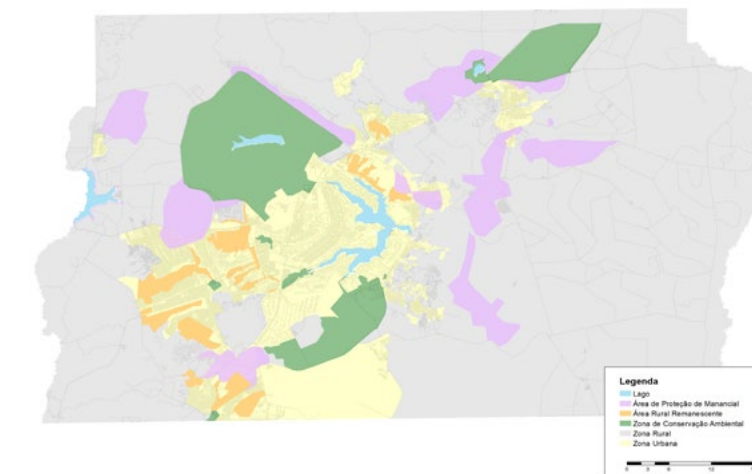 Legenda
Lago
Área de Proteção de Manancial
Área Rural Remanescente
Zona de Conservação Ambiental
Zona Rural
Zona Urbana